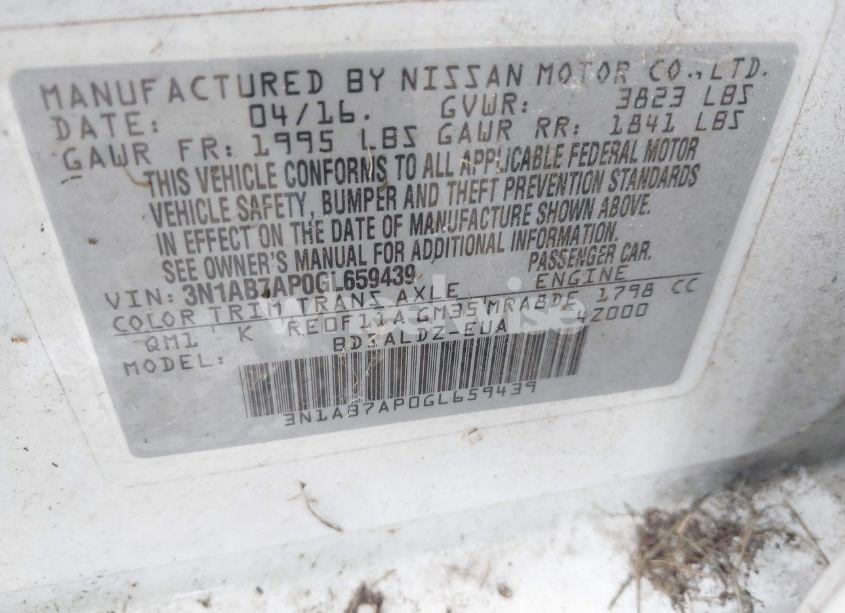 MANUFACTURED BY NISSAN MOTOR CO., LTD.
DATE: 04/16. GVWR: 3823 LBS
GAWR FR: 1995 LBS GAWR RR: 1841 LBS
THIS VEHICLE CONFORMS TO ALL APPLICABLE FEDERAL MOTOR
VEHICLE SAFETY, BUMPER AND THEFT PREVENTION STANDARDS
IN EFFECT ON THE DATE OF MANUFACTURE SHOWN ABOVE.
SEE OWNER'S MANUAL FOR ADDITIONAL INFORMATION.
VIN: 3N1AB7AP0GL659439 PASSENGER CAR.
COLOR TRIM TRANS AXLE ENGINE
QM1 K RE0F11A GM35 MRA8DE 1798 CC
MODEL: BDIALDZ-EUA 4Z000
3N1AB7AP0GL659439